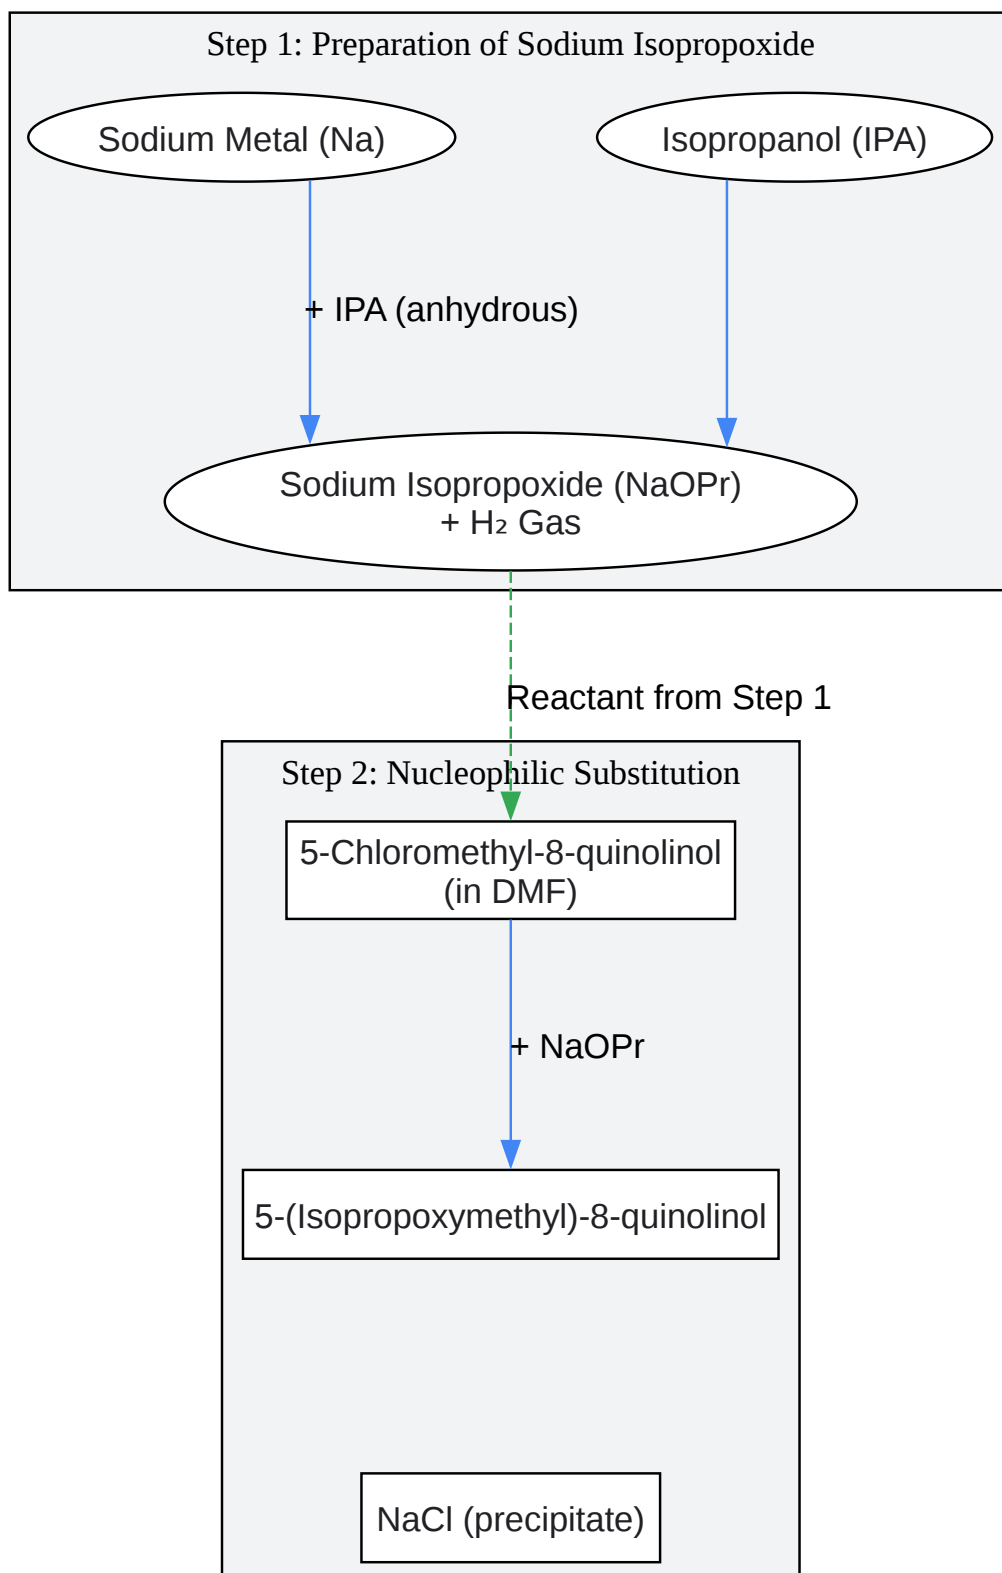 Step 1: Preparation of Sodium Isopropoxide
Sodium Metal (Na)
Isopropanol (IPA)
+ IPA (anhydrous)
Sodium Isopropoxide (NaOPr)
+ H₂ Gas
Reactant from Step 1
Step 2: Nucleophilic Substitution
5-Chloromethyl-8-quinolinol
(in DMF)
+ NaOPr
5-(Isopropoxymethyl)-8-quinolinol
NaCl (precipitate)